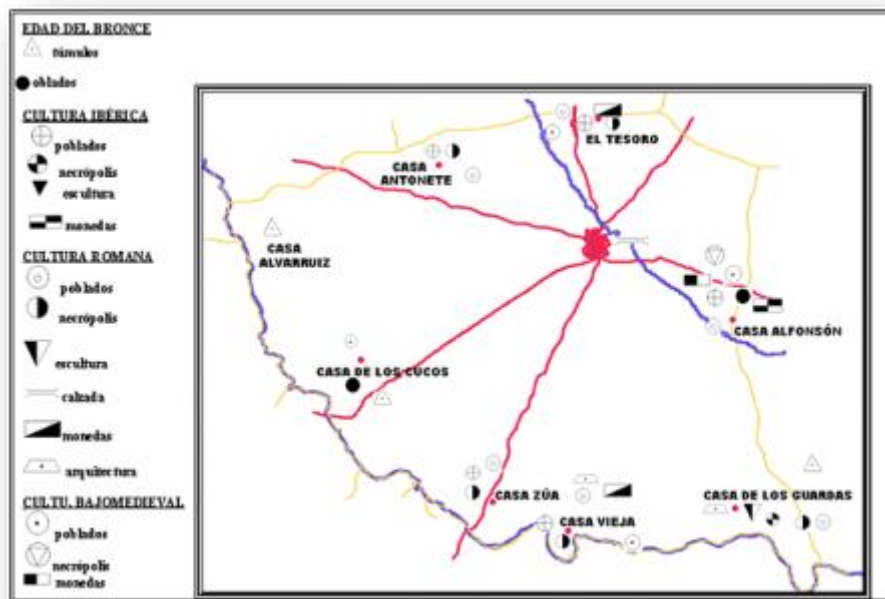 EDAD DEL BRONCE
túmulos
oblados
CULTURA IBÉRICA
poblados
necrópolis
escultura
monedas
CULTURA ROMANA
poblados
necrópolis
escultura
calzada
monedas
arquitectura
CULTU. BAJOMEDIEVAL
poblados
necrópolis
monedas
EL TESORO
CASA
ANTONETE
CASA
ALVARRUIZ
CASA ALFONSÓN
CASA DE LOS CUCOS
CASA ZÚA
CASA VIEJA
CASA DE LOS GUARDAS